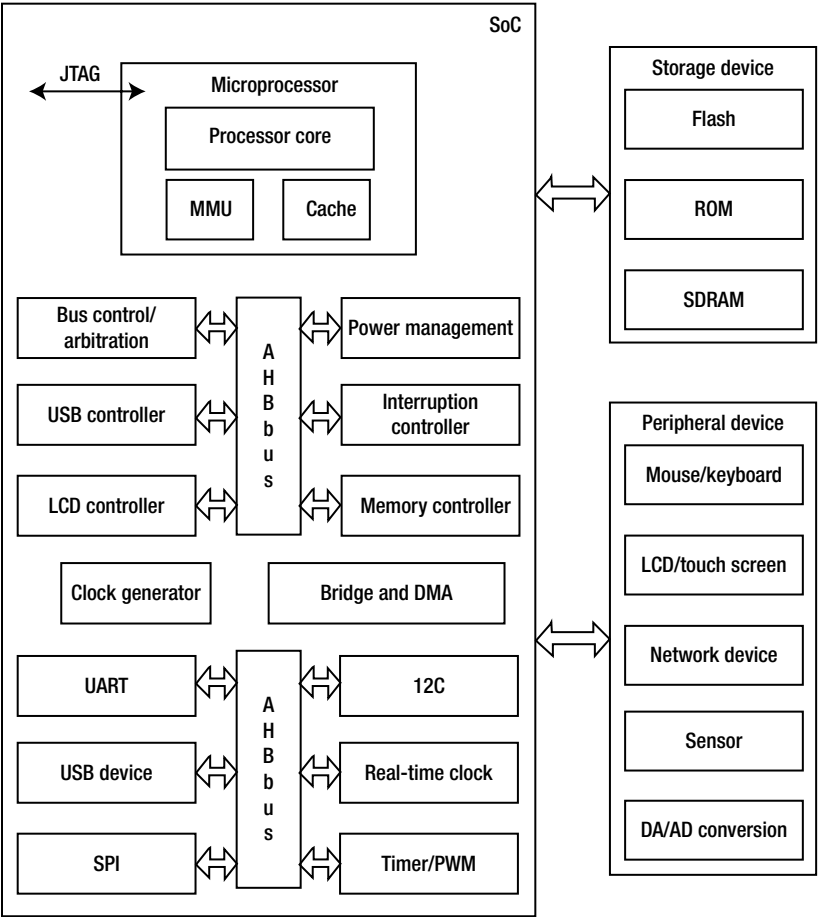 SoC
JTAG
Microprocessor
Processor core
MMU
Cache
Bus control/
arbitration
USB controller
LCD controller
A
H
B
b
u
s
Power management
Interruption
controller
Memory controller
Clock generator
Bridge and DMA
UART
USB device
SPI
A
H
B
b
u
s
12C
Real-time clock
Timer/PWM
Storage device
Flash
ROM
SDRAM
Peripheral device
Mouse/keyboard
LCD/touch screen
Network device
Sensor
DA/AD conversion